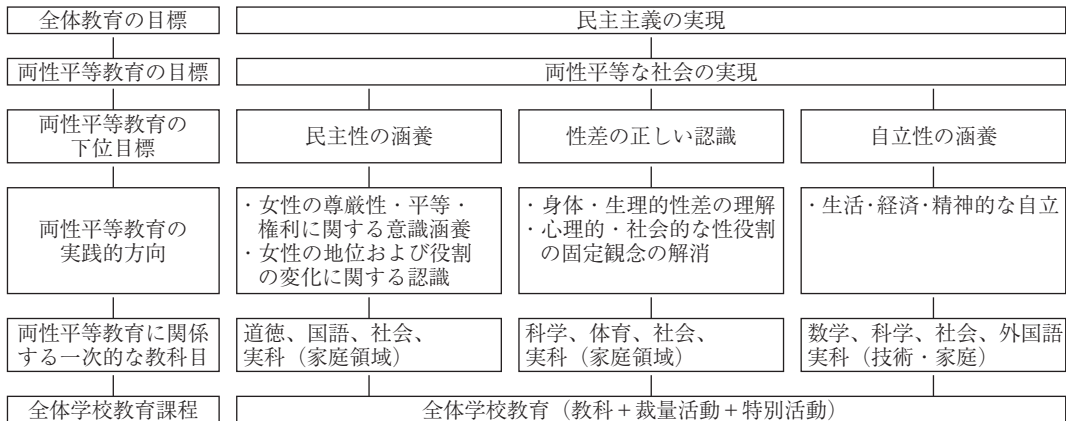 全体教育の目標
民主主義の実現
両性平等教育の目標
両性平等な社会の実現
両性平等教育の
下位目標
民主性の涵養
性差の正しい認識
自立性の涵養
両性平等教育の
実践的方向
・女性の尊厳性・平等・
権利に関する意識涵養
・女性の地位および役割
の変化に関する認識
・身体・生理的性差の理解
・心理的・社会的な性役割
の固定観念の解消
・生活・経済・精神的な自立
両性平等教育に関係
する一次的な教科目
道徳、国語、社会、
実科（家庭領域）
科学、体育、社会、
実科（家庭領域）
数学、科学、社会、外国語
実科（技術・家庭）
全体学校教育課程
全体学校教育（教科＋裁量活動＋特別活動）